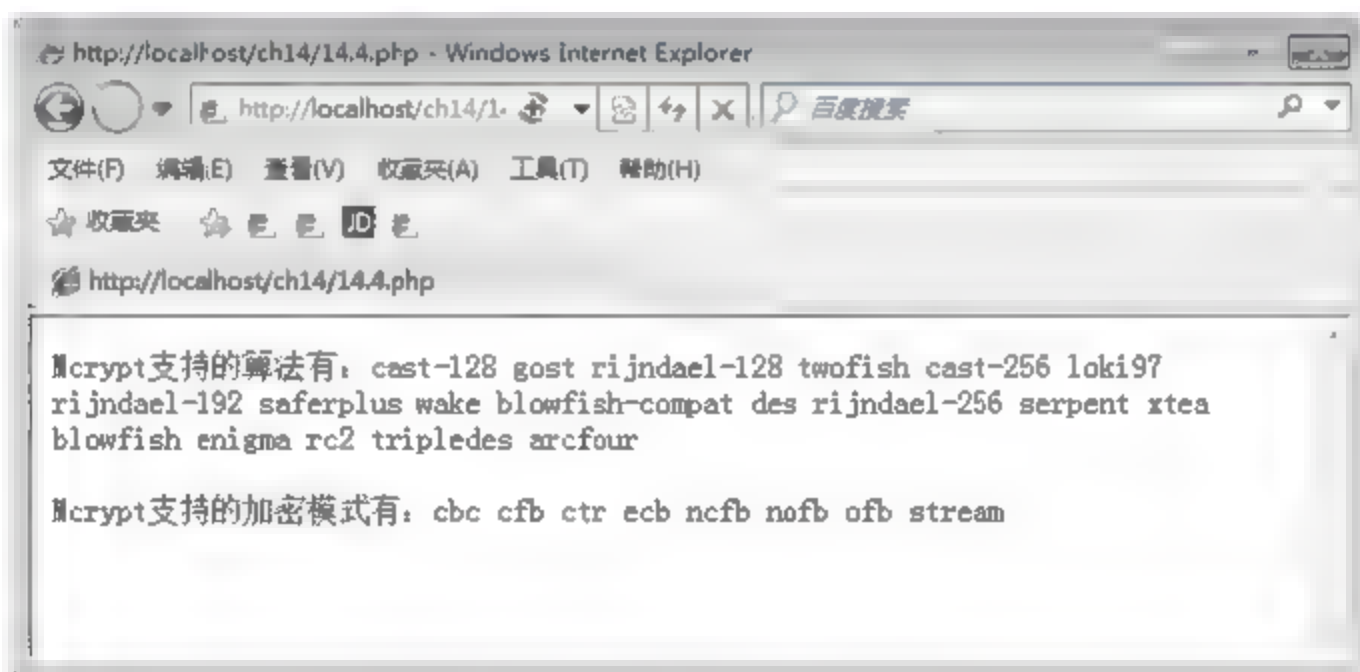 http://localhost/ch14/14.4.php - Windows Internet Explorer
http://localhost/ch14/1 百度搜索
文件(F) 编辑(E) 查看(V) 收藏夹(A) 工具(T) 帮助(H)
收藏夹 JD
http://localhost/ch14/14.4.php
Mcrypt支持的算法有：cast-128 gost rijndael-128 twofish cast-256 loki97
rijndael-192 saferplus wake blowfish-compat des rijndael-256 serpent xtea
blowfish enigma rc2 tripledes arcfour
Mcrypt支持的加密模式有：cbc cfb ctr ecb ncfb nofb ofb stream